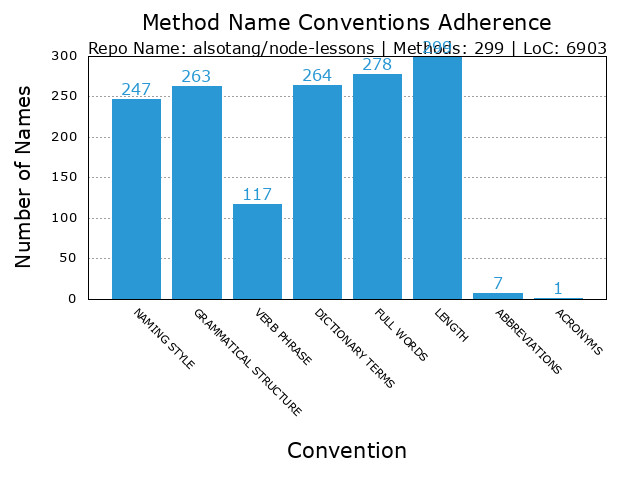 Method Name Conventions Adherence
Repo Name: alsotang/node-lessons | Methods: 299 | LoC: 6903
Number of Names
300
250
200
150
100
50
0
247
263
117
264
278
299
7
1
NAMING STYLE
GRAMMATICAL STRUCTURE
VERB PHRASE
DICTIONARY TERMS
FULL WORDS
LENGTH
ABBREVIATIONS
ACRONYMS
Convention